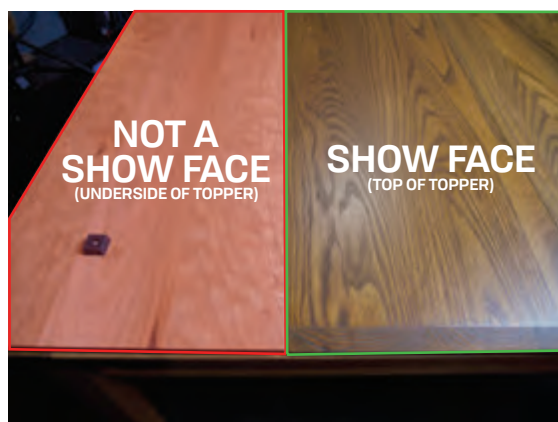 NOT A
SHOW FACE
(UNDERSIDE OF TOPPER)
SHOW FACE
(TOP OF TOPPER)